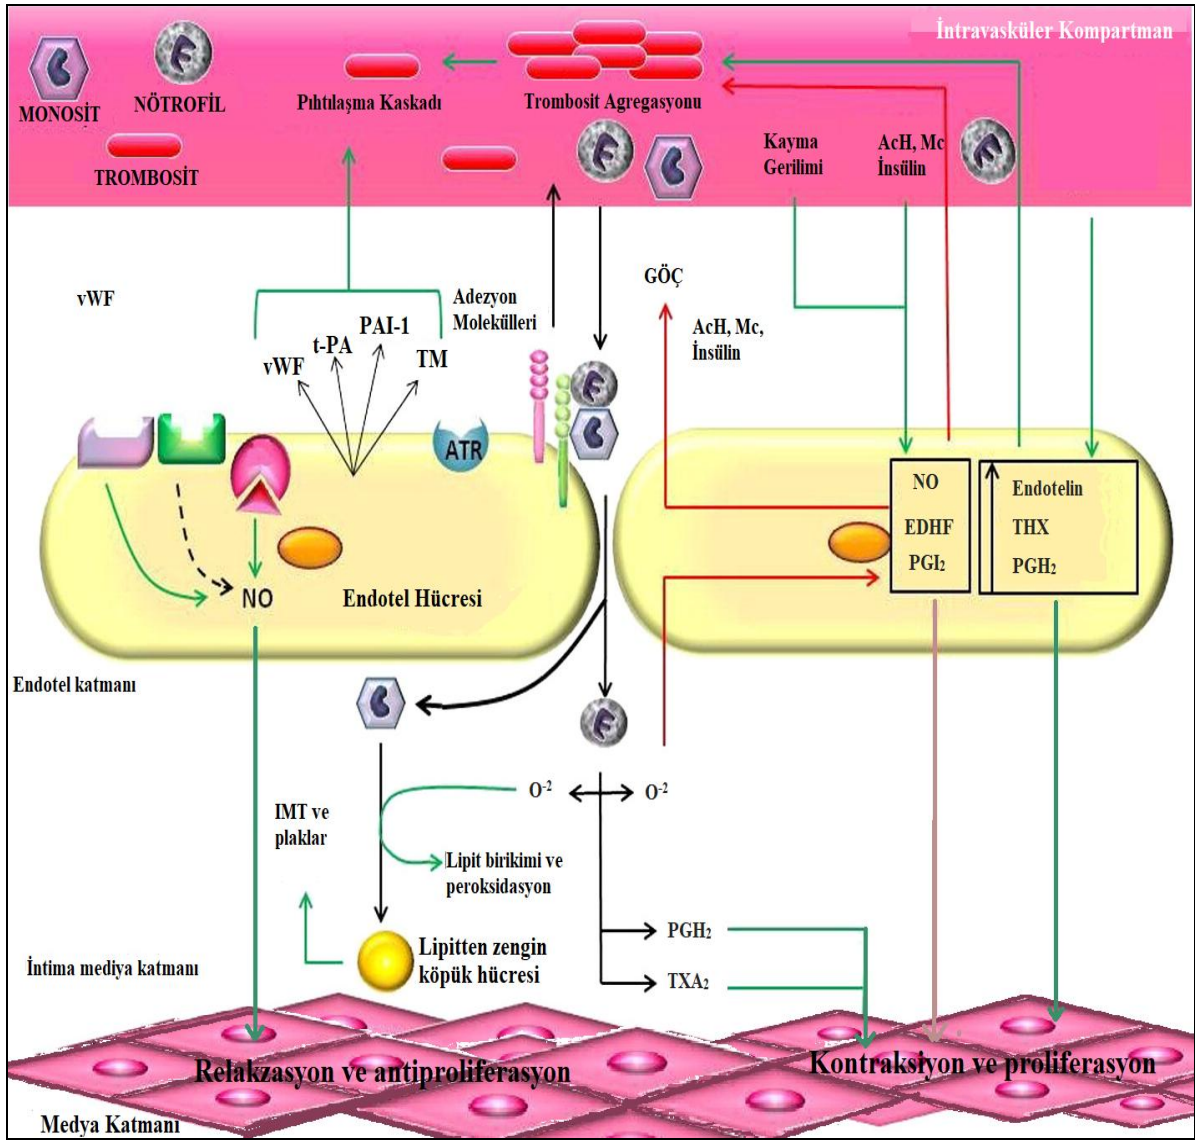 İntravasküler Kompartman
MONOSİT
NÖTROFİL
TROMBOSİT
Pıhtılaşma Kaskadı
Trombosit Agregasyonu
Kayma
Gerilimi
AcH, Mc
İnsülin
vWF
GÖÇ
Adezyon
Molekülleri
AcH, Mc,
İnsülin
vWF
t-PA
PAI-1
TM
ATR
NO
Endotel Hücresi
NO
EDHF
PGI2
Endotelin
THX
PGH2
Endotel katmanı
O-2
O-2
IMT ve
plaklar
Lipit birikimi ve
peroksidasyon
PGH2
TXA2
Lipitten zengin
köpük hücresi
İntima mediya katmanı
Relakzasyon ve antiproliferasyon
Kontraksiyon ve proliferasyon
Medya Katmanı